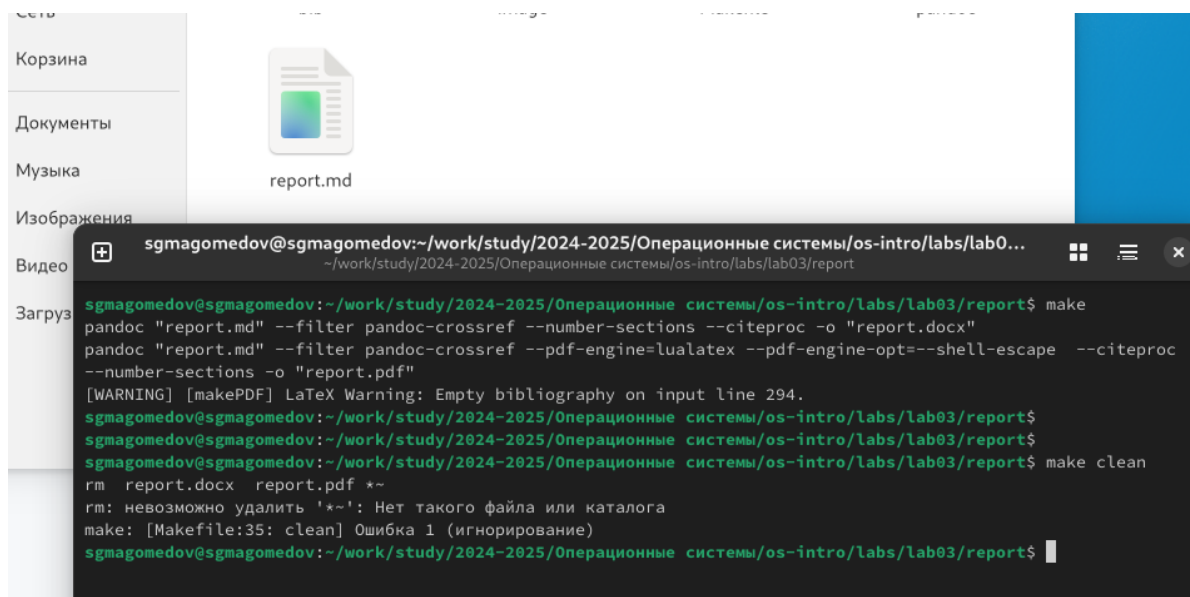 Корзина
Документы
Музыка
Изображения
Видео
Загруз
report.md
sgmagomedov@sgmagomedov:~/work/study/2024-2025/Операционные системы/os-intro/labs/lab0...
~/work/study/2024-2025/Операционные системы/os-intro/labs/lab03/report
sgmagomedov@sgmagomedov:~/work/study/2024-2025/Операционные системы/os-intro/labs/lab03/report$ make
pandoc "report.md" --filter pandoc-crossref --number-sections --citeproc -o "report.docx"
pandoc "report.md" --filter pandoc-crossref --pdf-engine=lualatex --pdf-engine-opt=--shell-escape  --citeproc
--number-sections -o "report.pdf"
[WARNING] [makePDF] LaTeX Warning: Empty bibliography on input line 294.
sgmagomedov@sgmagomedov:~/work/study/2024-2025/Операционные системы/os-intro/labs/lab03/report$
sgmagomedov@sgmagomedov:~/work/study/2024-2025/Операционные системы/os-intro/labs/lab03/report$
sgmagomedov@sgmagomedov:~/work/study/2024-2025/Операционные системы/os-intro/labs/lab03/report$ make clean
rm  report.docx  report.pdf *~
rm: невозможно удалить '*~': Нет такого файла или каталога
make: [Makefile:35: clean] Ошибка 1 (игнорирование)
sgmagomedov@sgmagomedov:~/work/study/2024-2025/Операционные системы/os-intro/labs/lab03/report$